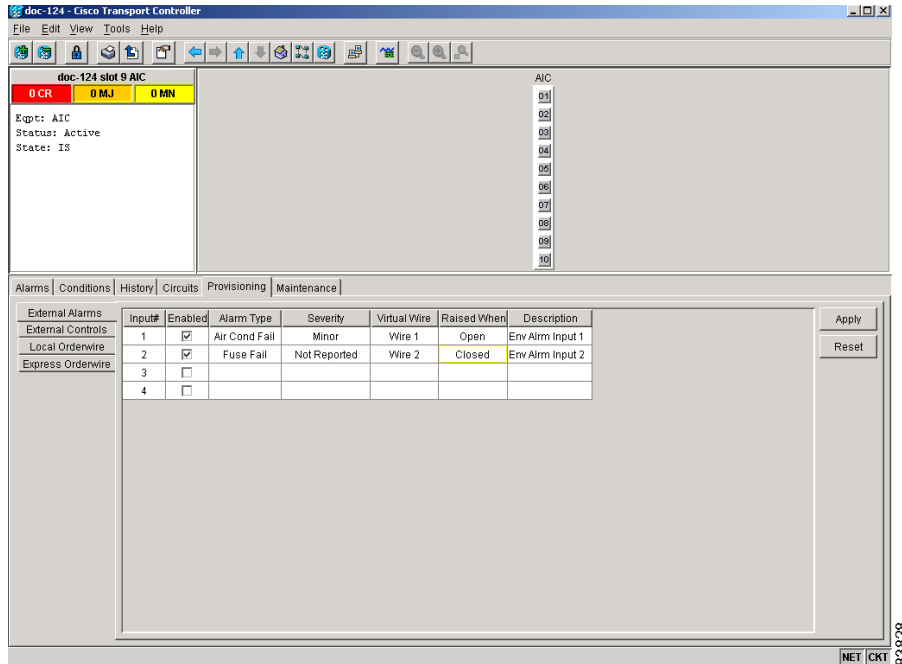 doc-124 - Cisco Transport Controller
File Edit View Tools Help
doc-124 slot 9 AIC
0 CR 0 MJ 0 MN
Eqpt: AIC
Status: Active
State: IS
AIC
01
02
03
04
05
06
07
08
09
10
Alarms Conditions History Circuits Provisioning Maintenance
External Alarms
External Controls
Local Orderwire
Express Orderwire
Input# Enabled Alarm Type Severity Virtual Wire Raised When Description
1 Air Cond Fail Minor Wire 1 Open Env Alrm Input 1
2 Fuse Fail Not Reported Wire 2 Closed Env Alrm Input 2
3
4
Apply
Reset
NET CKT
83828